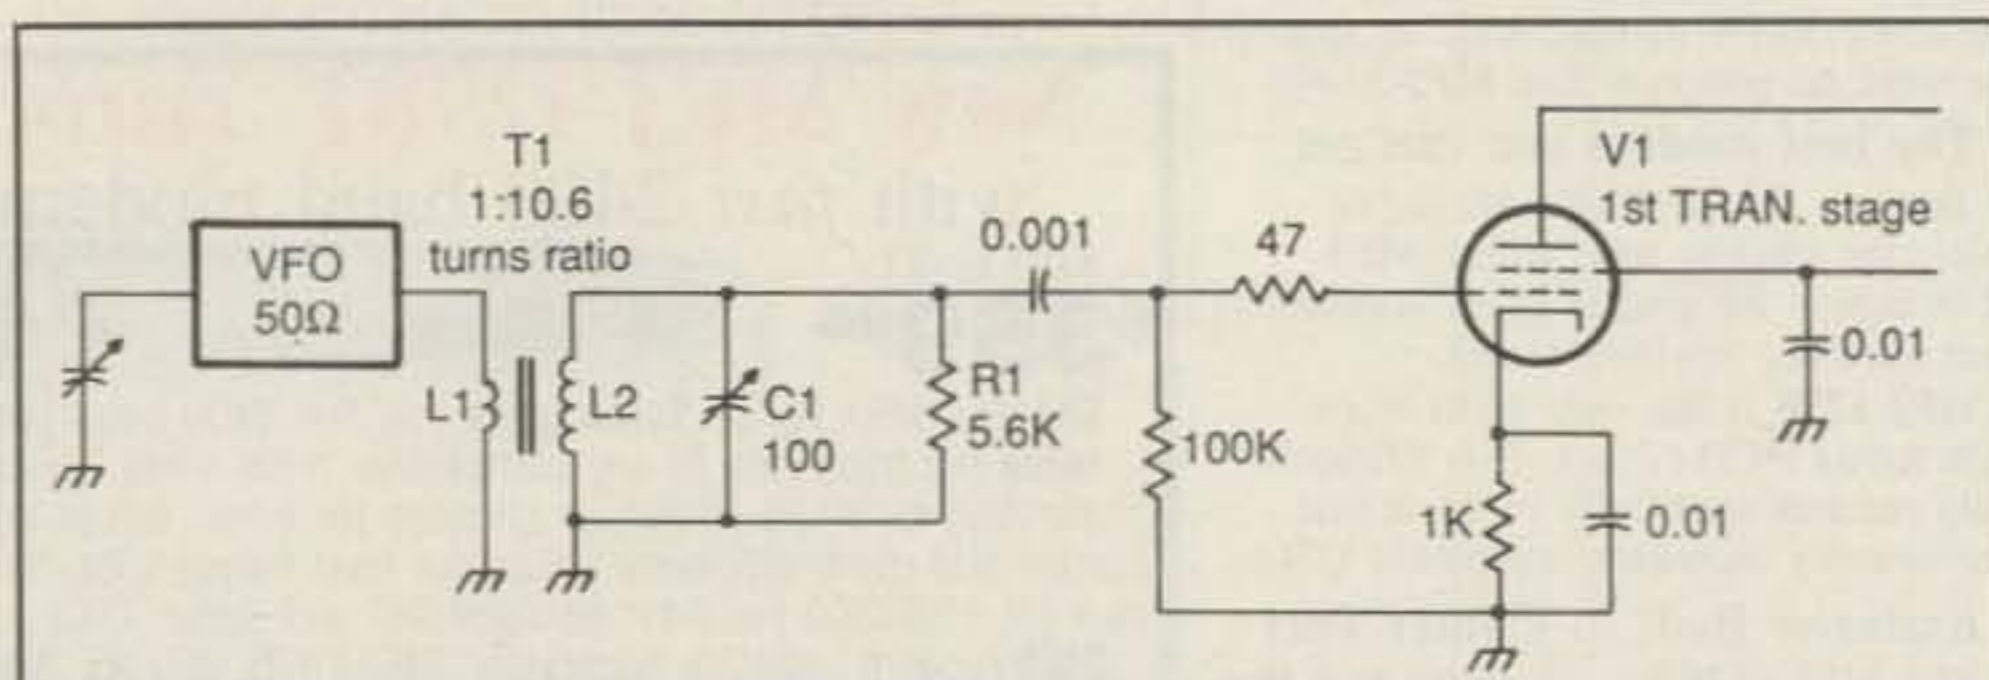 T1
1:10.6
turns ratio
VFO
50Ω
L1
L2
C1
100
R1
5.6K
0.001
100K
47
V1
1st TRAN. stage
0.01
1K
0.01